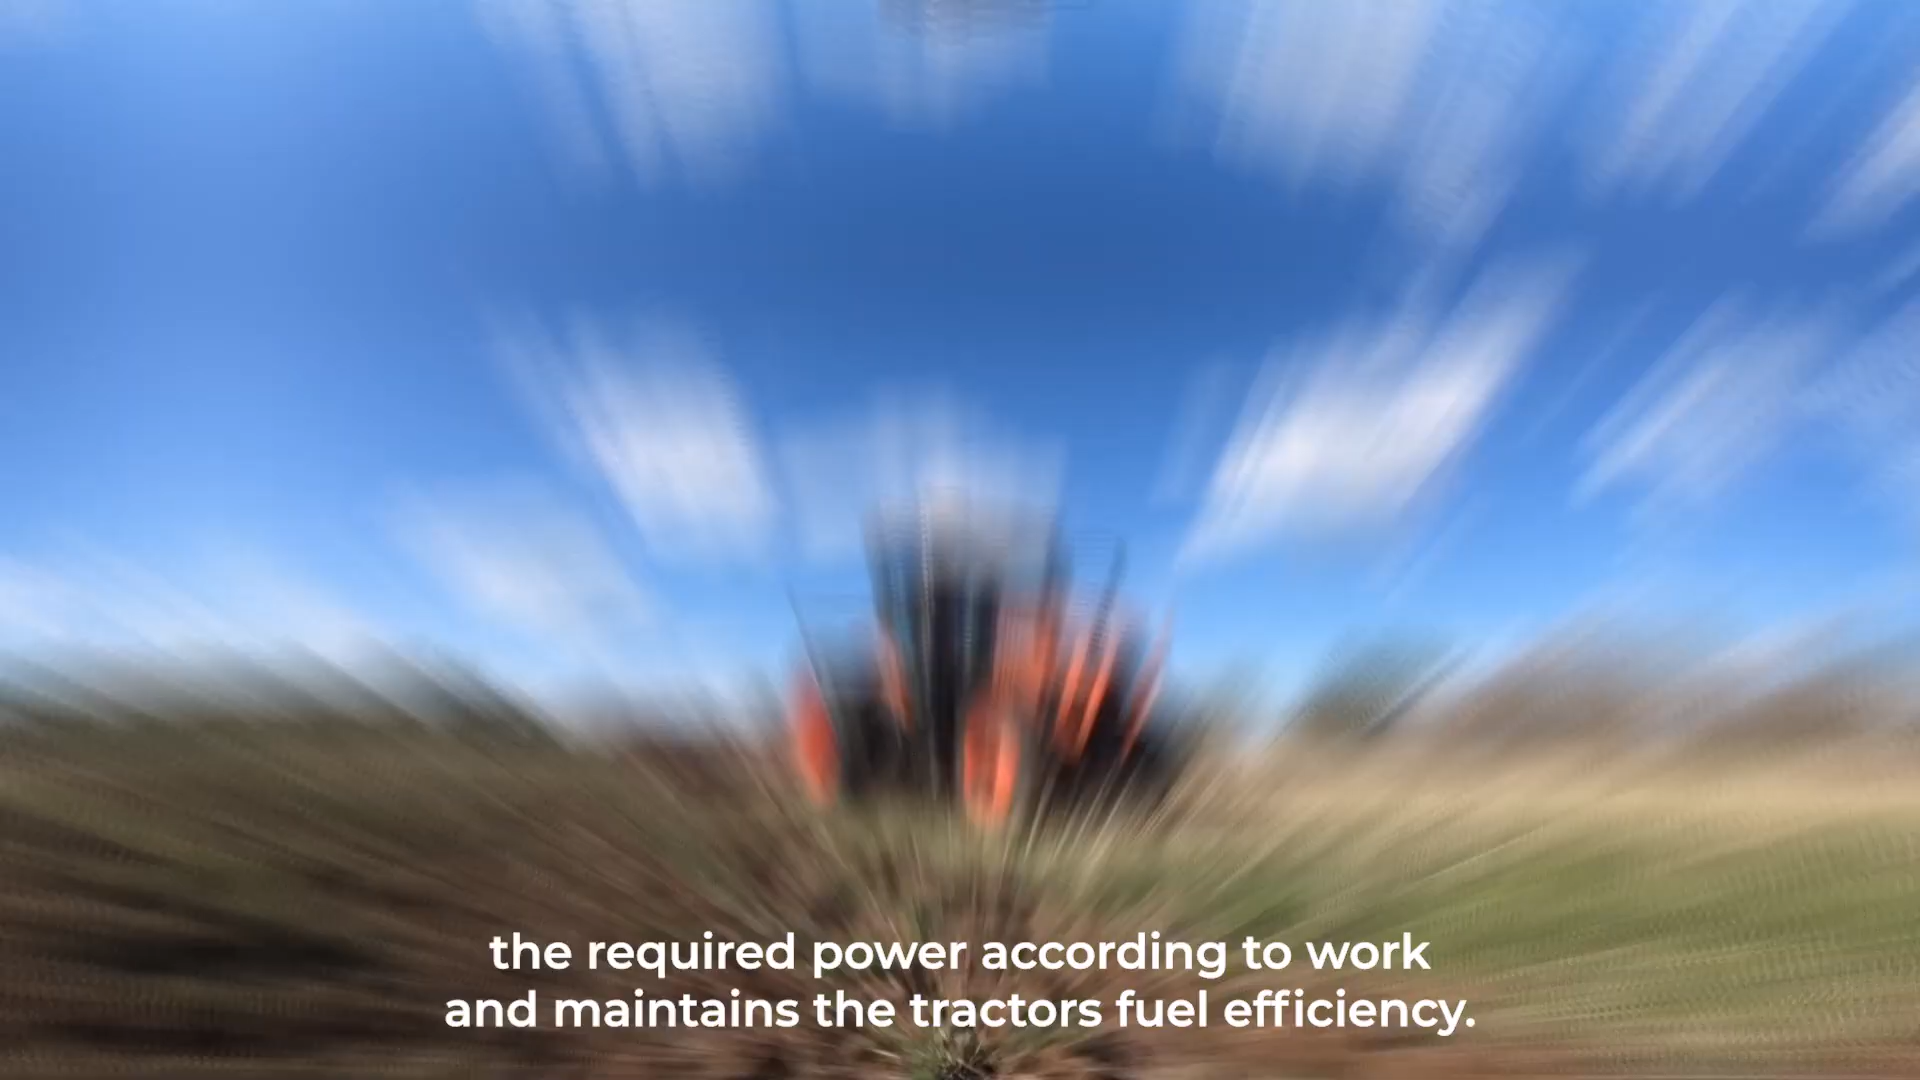 the required power according to work
and maintains the tractors fuel efficiency.